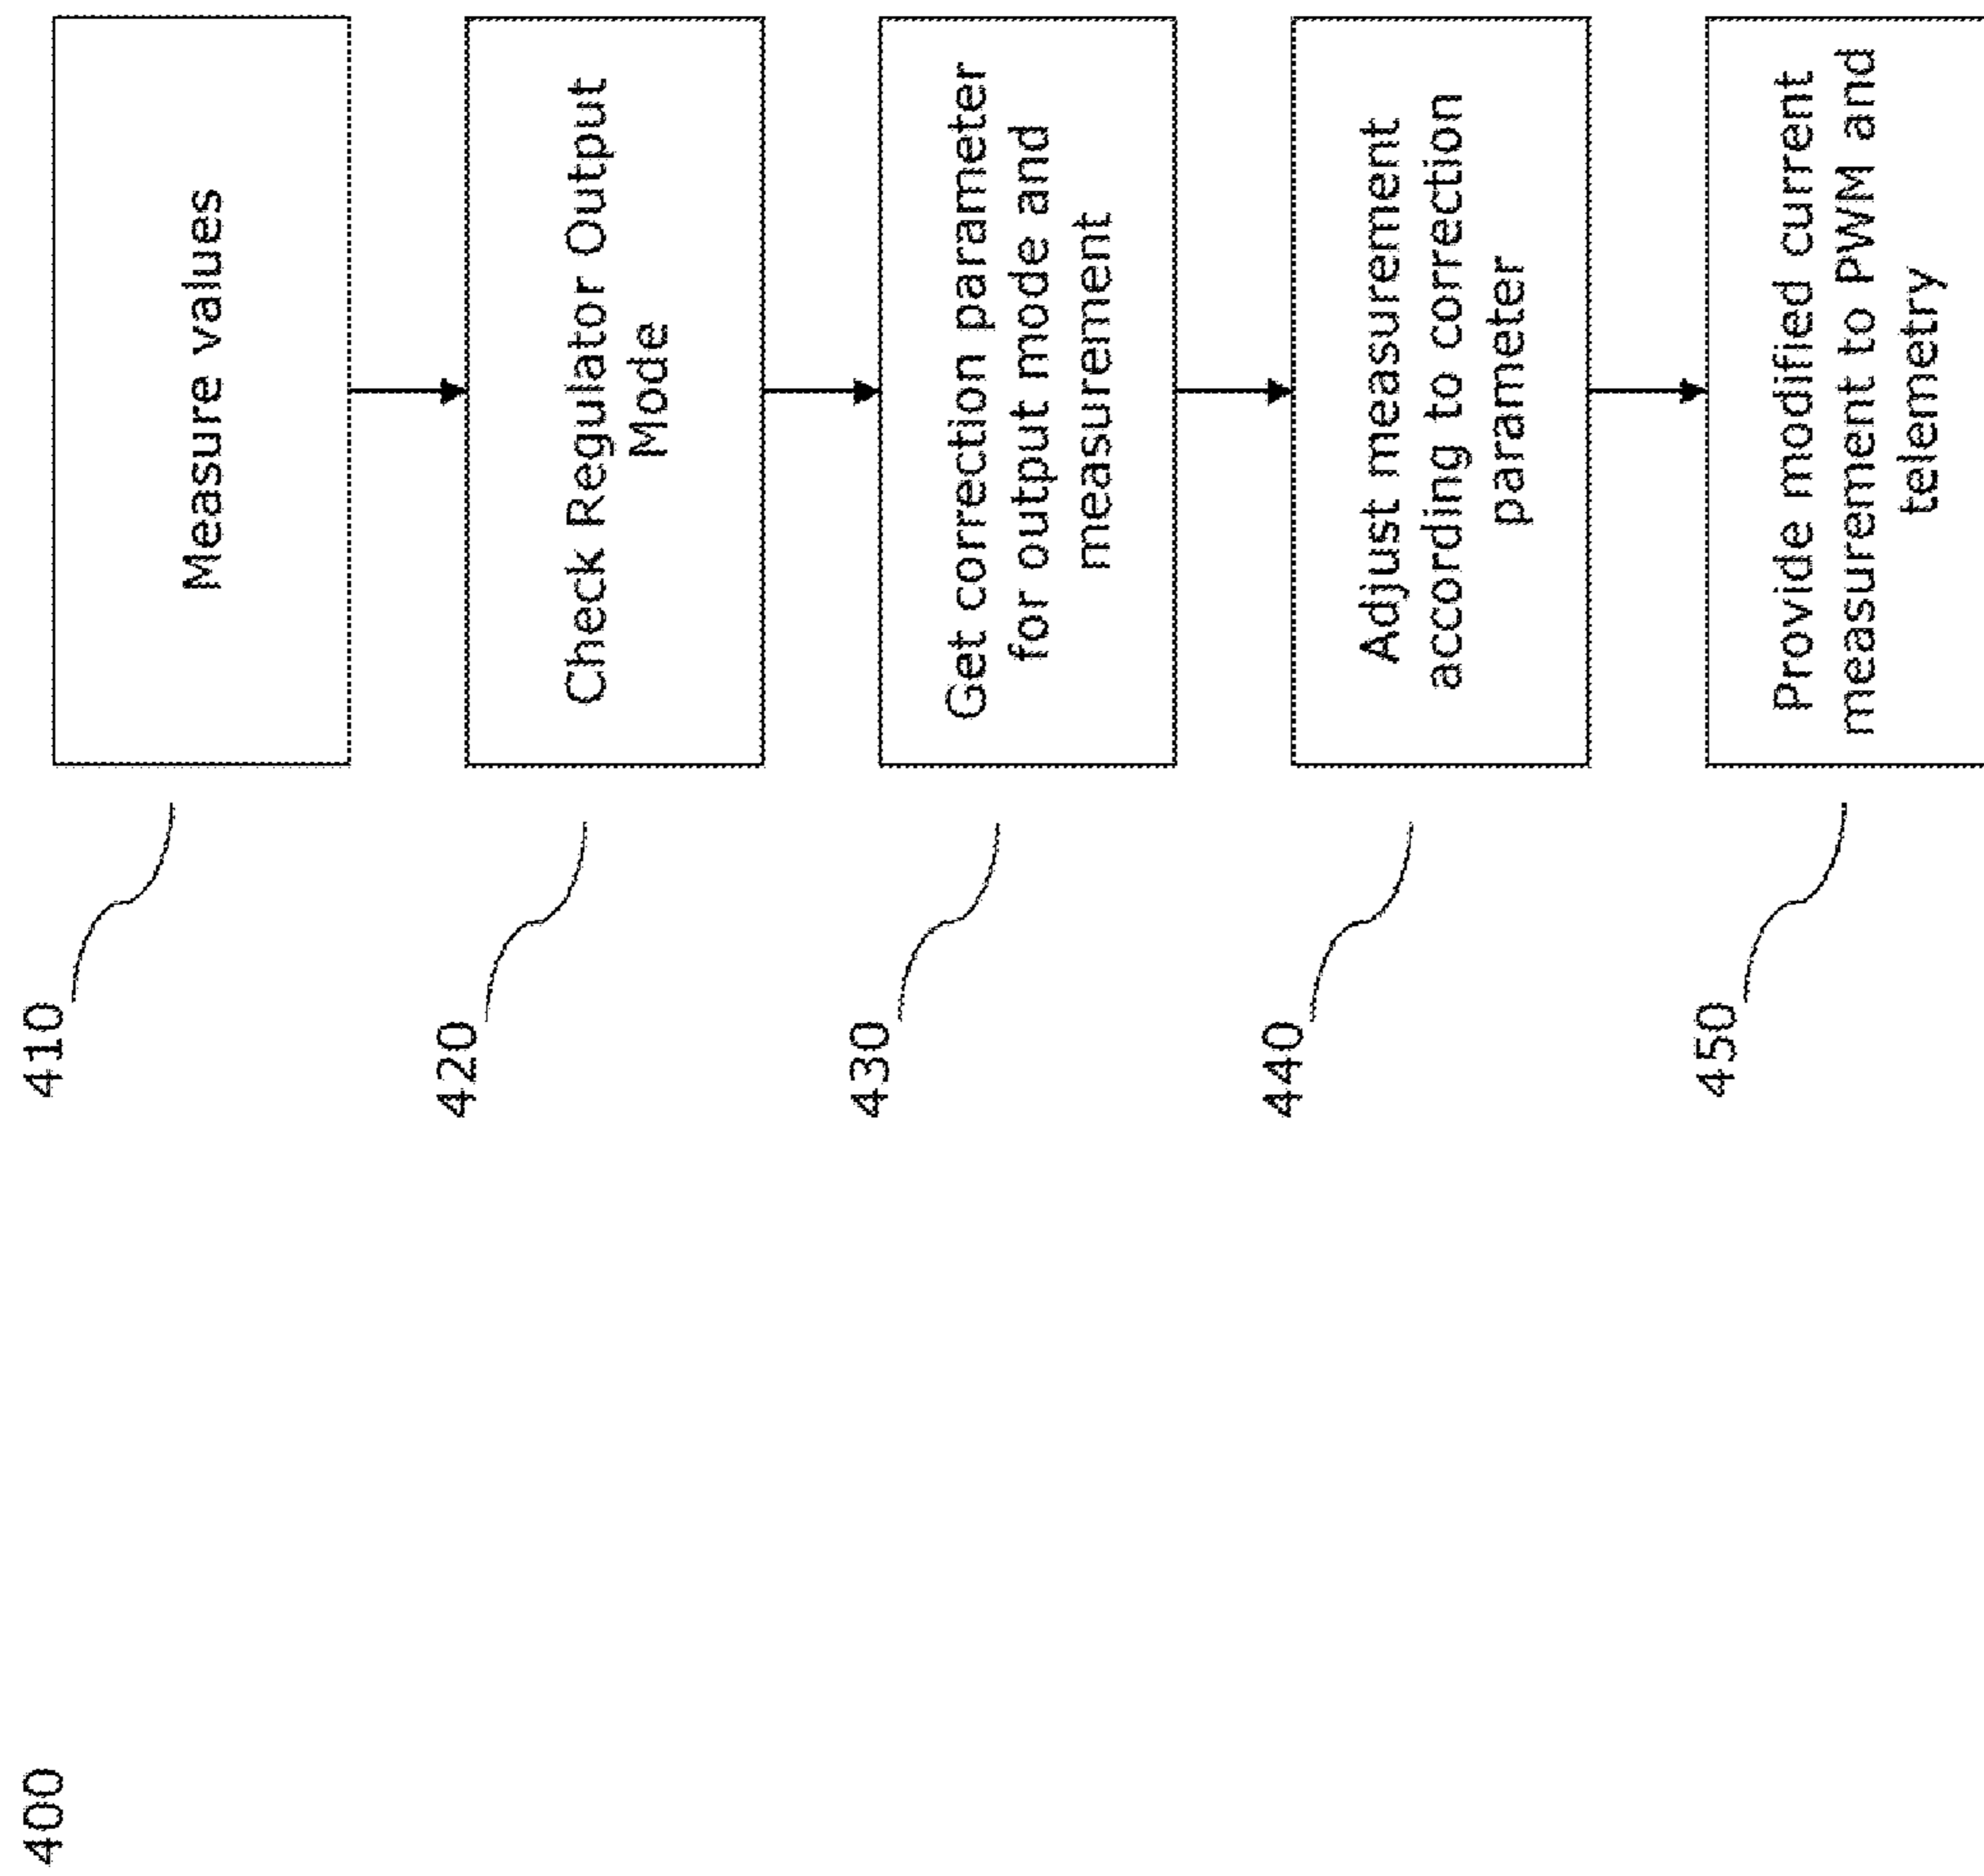 400
410
Measure values
420
Check Regulator Output
Mode
430
Get correction parameter
for output mode and
measurement
440
Adjust measurement
according to correction
parameter
450
Provide modified current
measurement to PWM and
telemetry